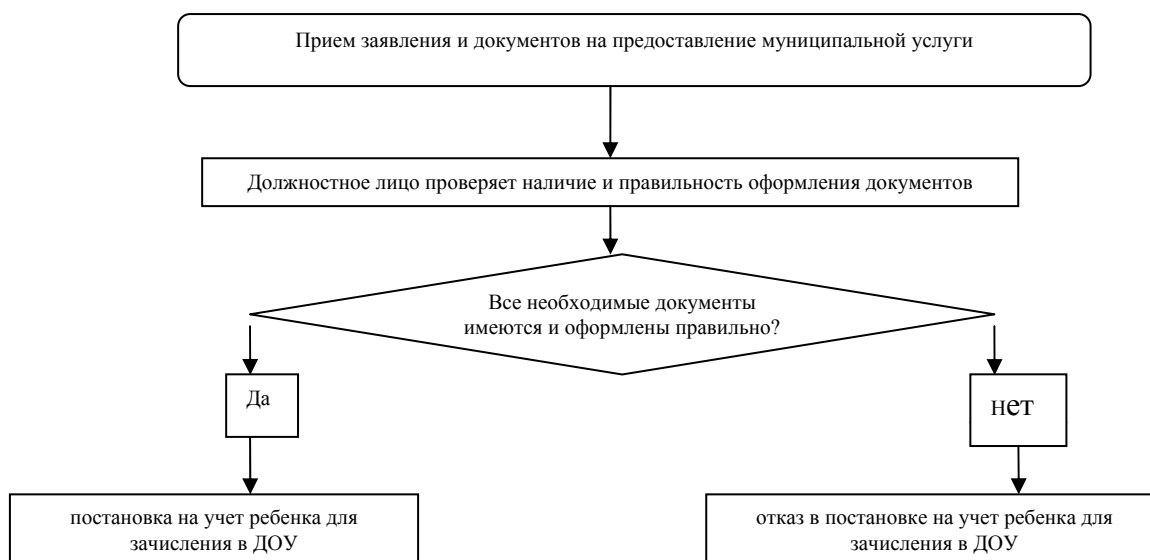 Прием заявления и документов на предоставление муниципальной услуги
Должностное лицо проверяет наличие и правильность оформления документов
Все необходимые документы
имеются и оформлены правильно?
Да
нет
постановка на учет ребенка для
зачисления в ДОУ
отказ в постановке на учет ребенка для
зачисления в ДОУ